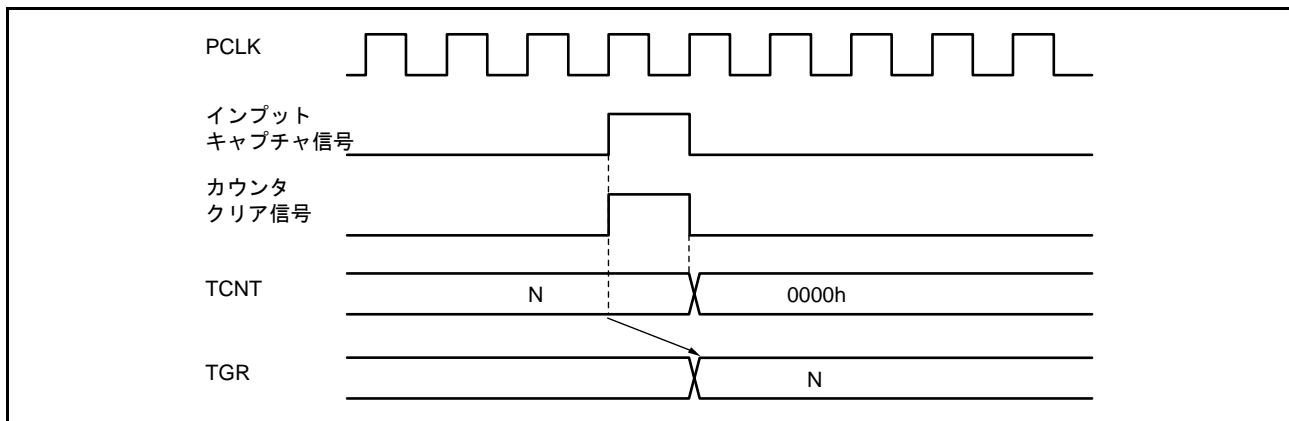 PCLK
インプット
キャプチャ信号
カウンタ
クリア信号
TCNT
N
0000h
TGR
N